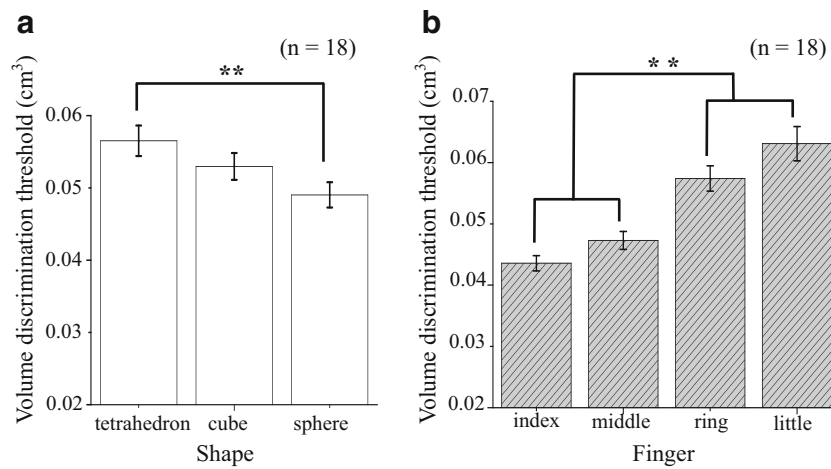 a
(n = 18)
**
Volume discrimination threshold (cm³)
0.06
0.05
0.04
0.03
0.02
tetrahedron cube sphere
Shape
b
(n = 18)
* *
Volume discrimination threshold (cm³)
0.07
0.06
0.05
0.04
0.03
0.02
index middle ring little
Finger